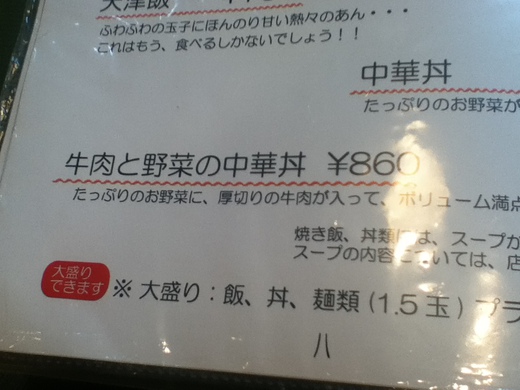 天津飯
ふわふわの玉子にほんのり甘い熱々のあん・・・
これはもう、食べるしかないでしょう！！
中華丼
たっぷりのお野菜が
牛肉と野菜の中華丼 ¥860
たっぷりのお野菜に、厚切りの牛肉が入って、ボリューム満点
焼き飯、丼類には、スープが
スープの内容については、店
大盛り
できます
※ 大盛り：飯、丼、麺類 (1.5 玉) プラ
八